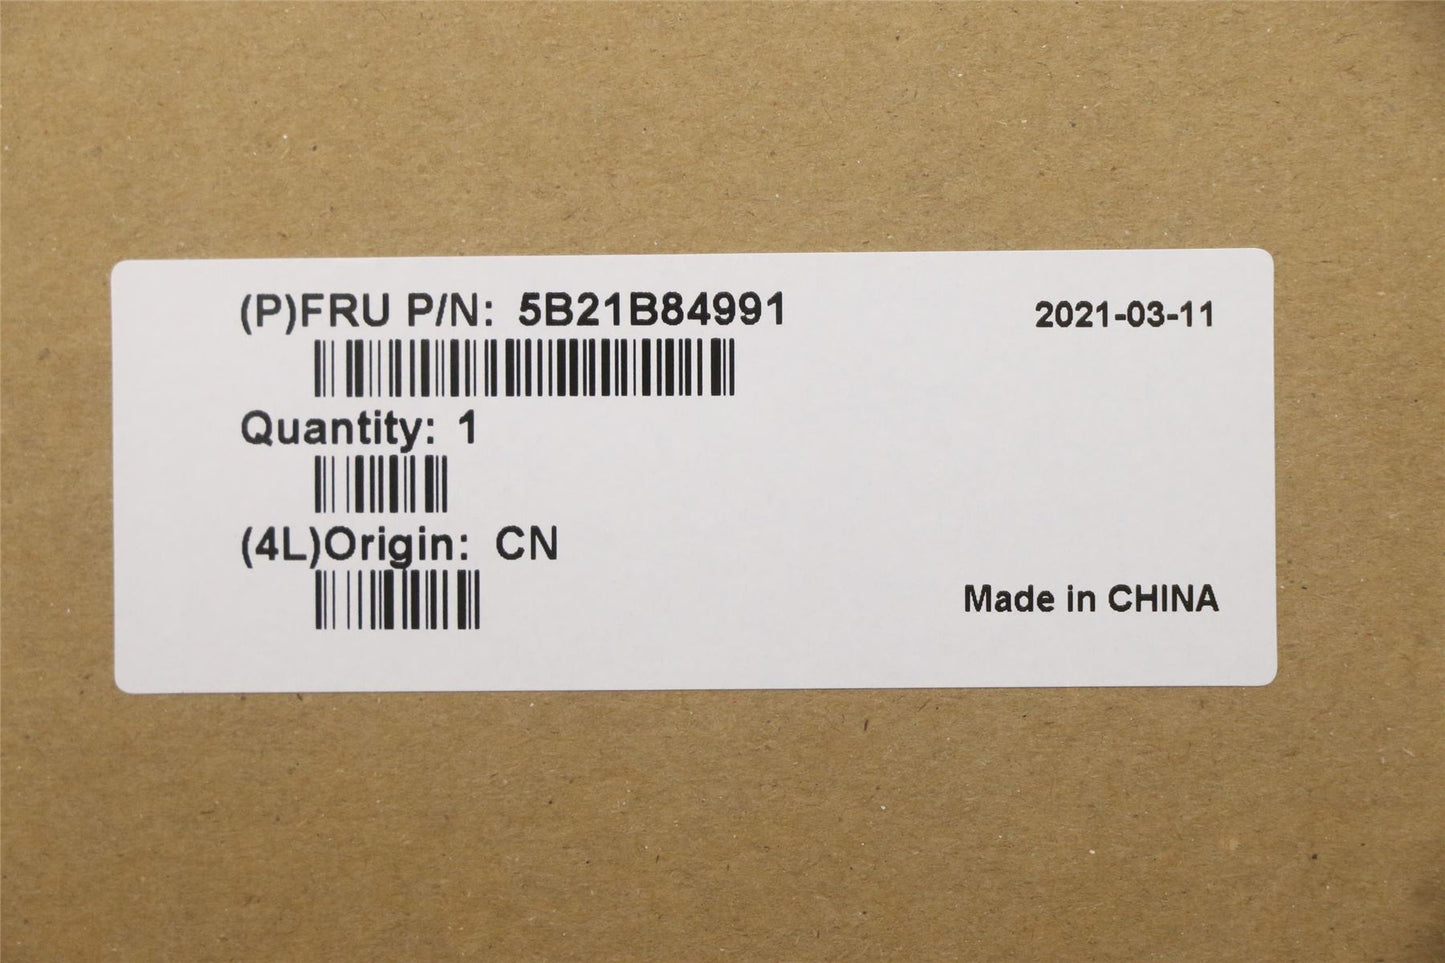 (P)FRU P/N: 5B21B84991
2021-03-11
Quantity: 1
(4L)Origin: CN
Made in CHINA